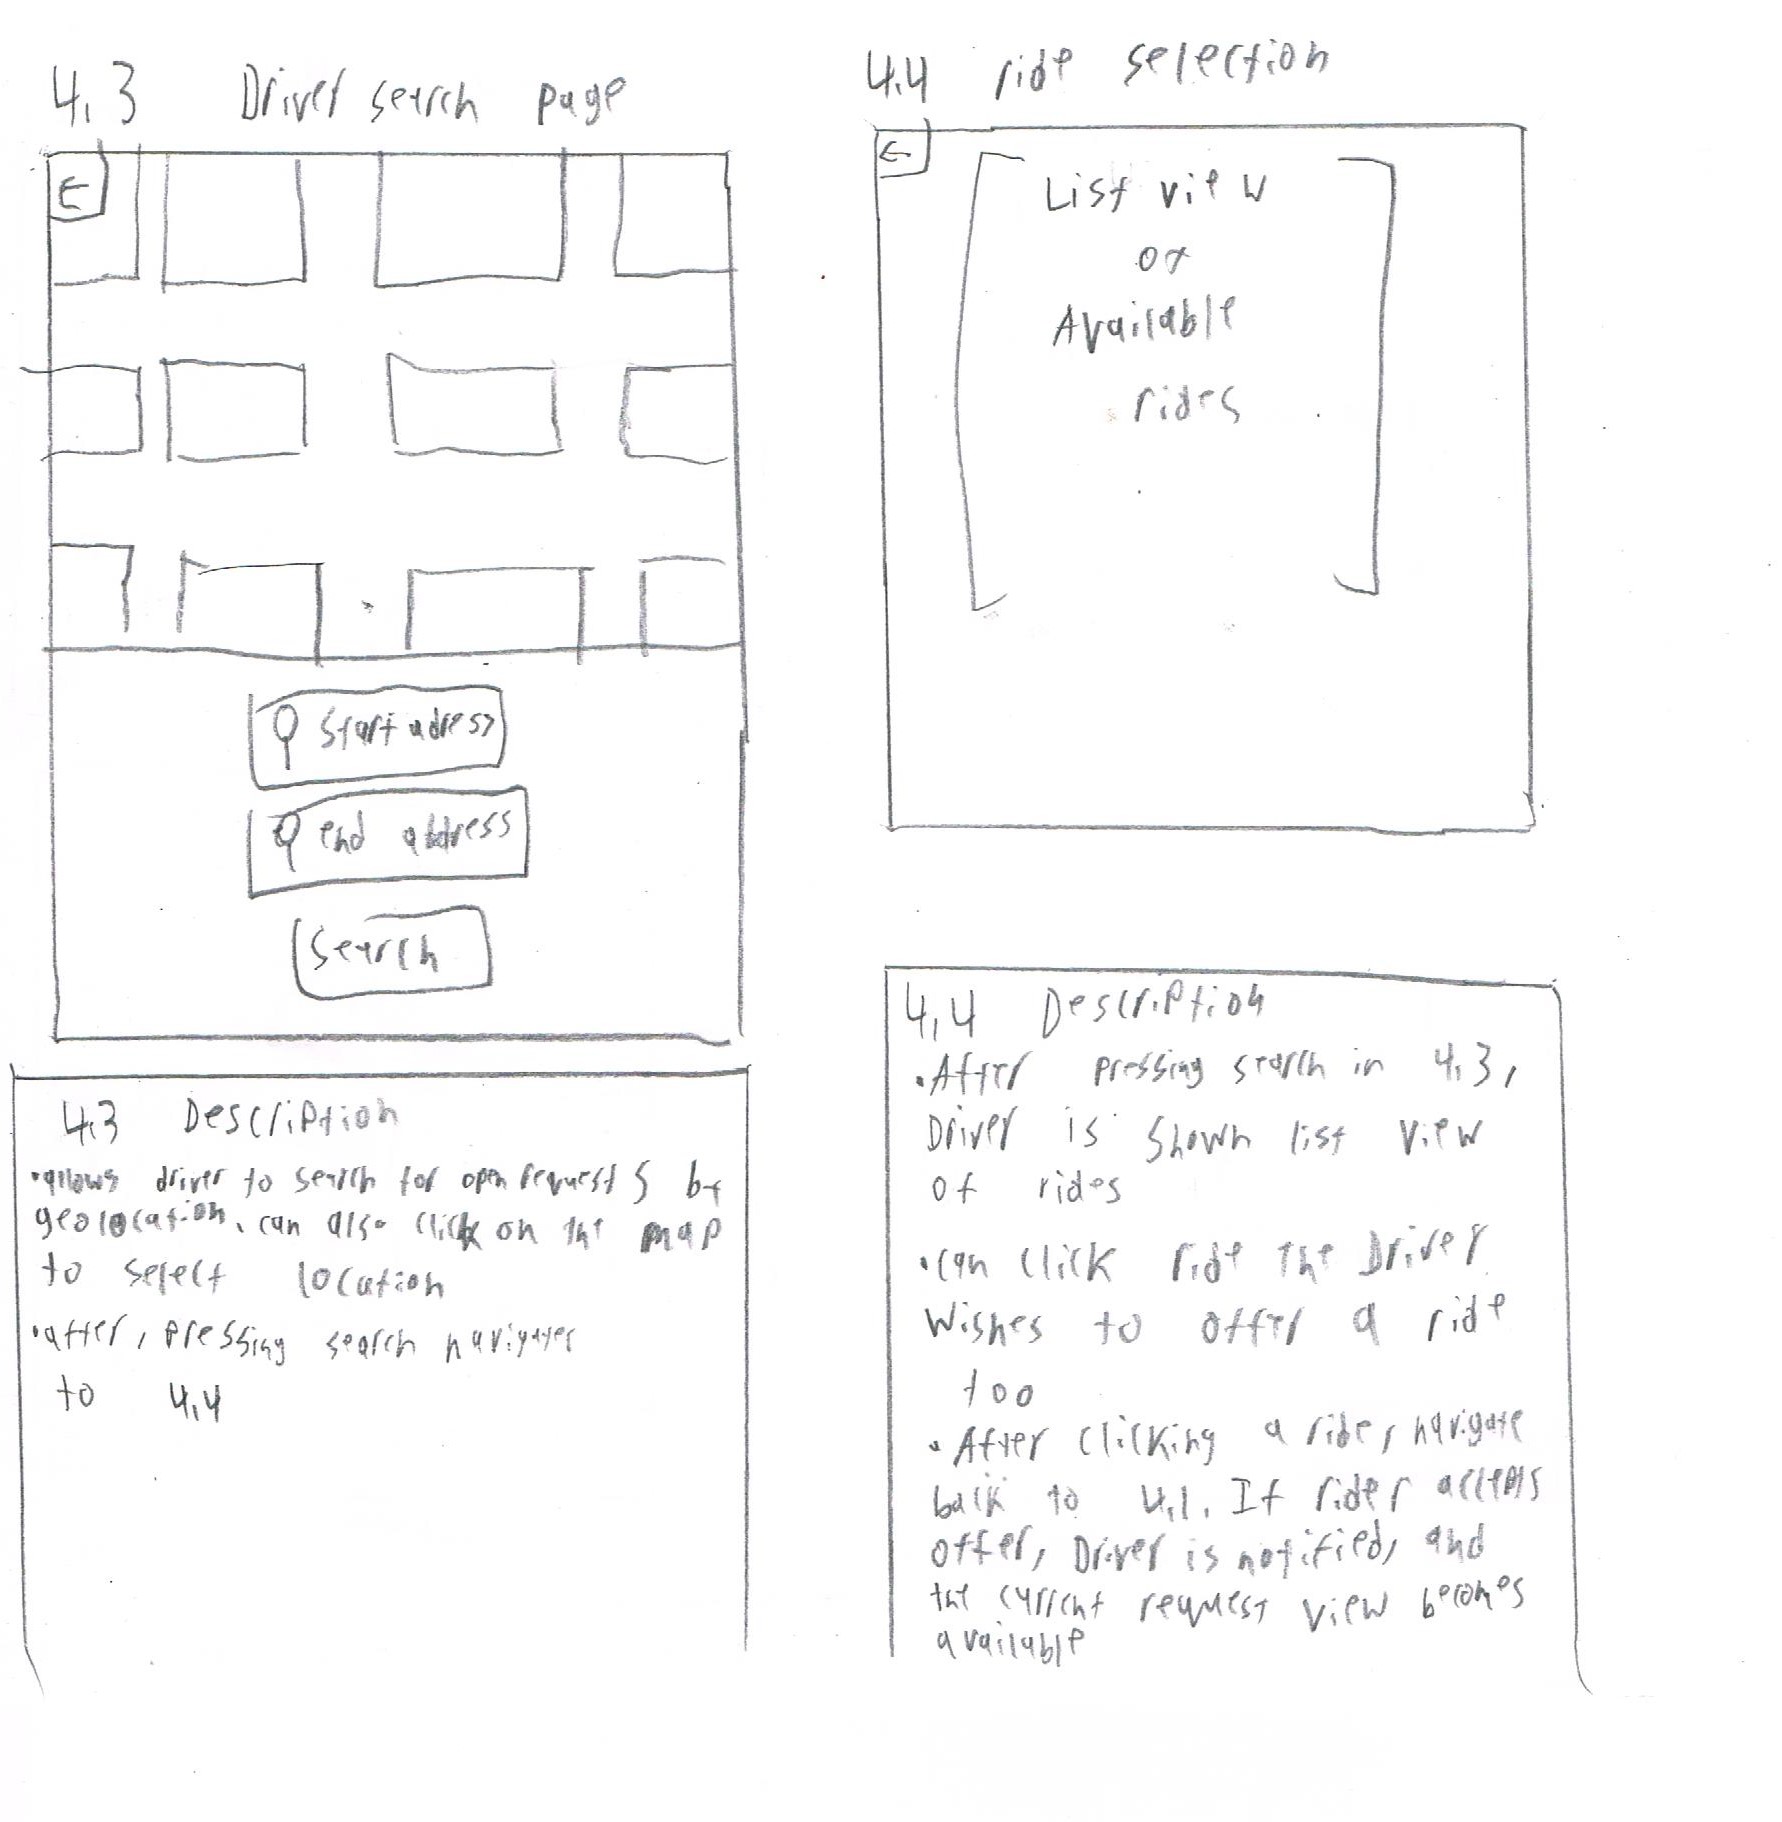 4.3 Driver search page
←
start adress
end address
search
4.3 Description
• allows driver to search for open requests by
geolocation. can also click on the map
to select location
• after, pressing search navigates
to 4.4
4.4 ride selection
←
List view
of
Available
rides
4.4 Description
• After pressing search in 4.3,
Driver is shown list view
of rides
• can click ride the Driver
wishes to offer a ride
too
• After clicking a ride, navigate
back to 4.1. If rider accepts
offer, Driver is notified, and
the current request view becomes
available